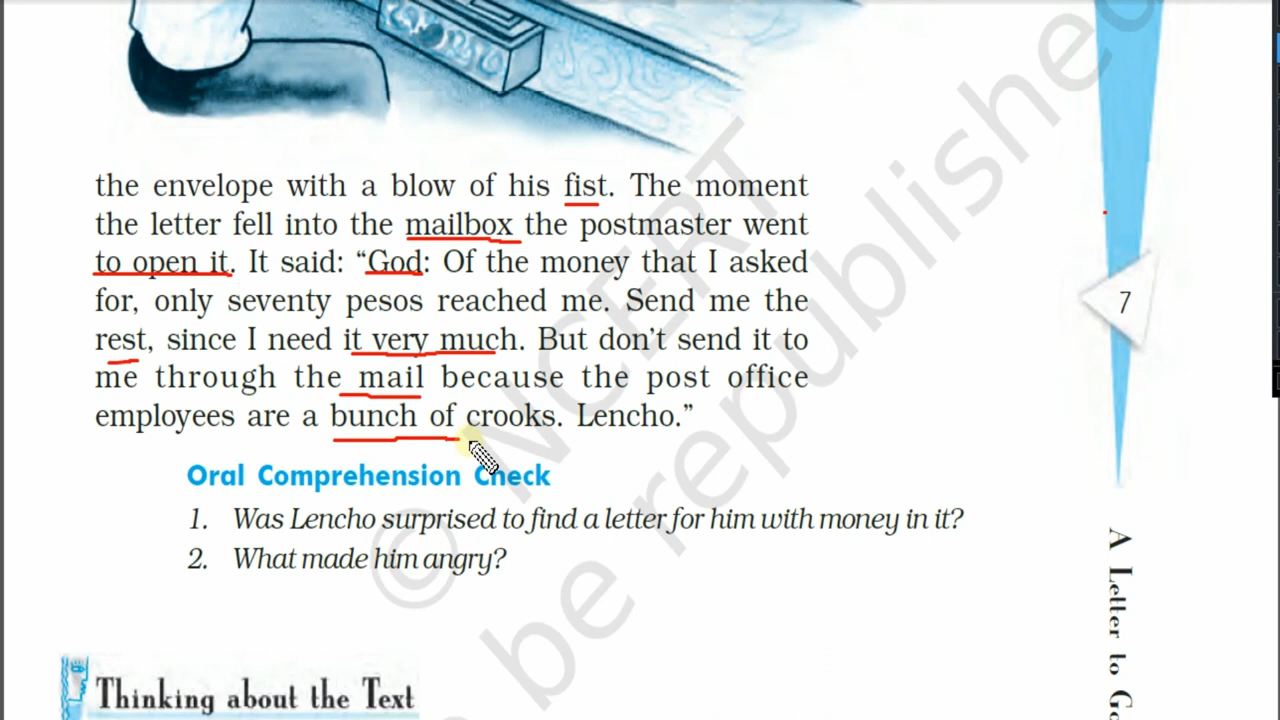 the envelope with a blow of his fist. The moment
the letter fell into the mailbox the postmaster went
to open it. It said: “God: Of the money that I asked
for, only seventy pesos reached me. Send me the
rest, since I need it very much. But don’t send it to
me through the mail because the post office
employees are a bunch of crooks. Lencho.”
Oral Comprehension Check
1. Was Lencho surprised to find a letter for him with money in it?
2. What made him angry?
Thinking about the Text
7
A Letter to Go
© NCERT
be republished